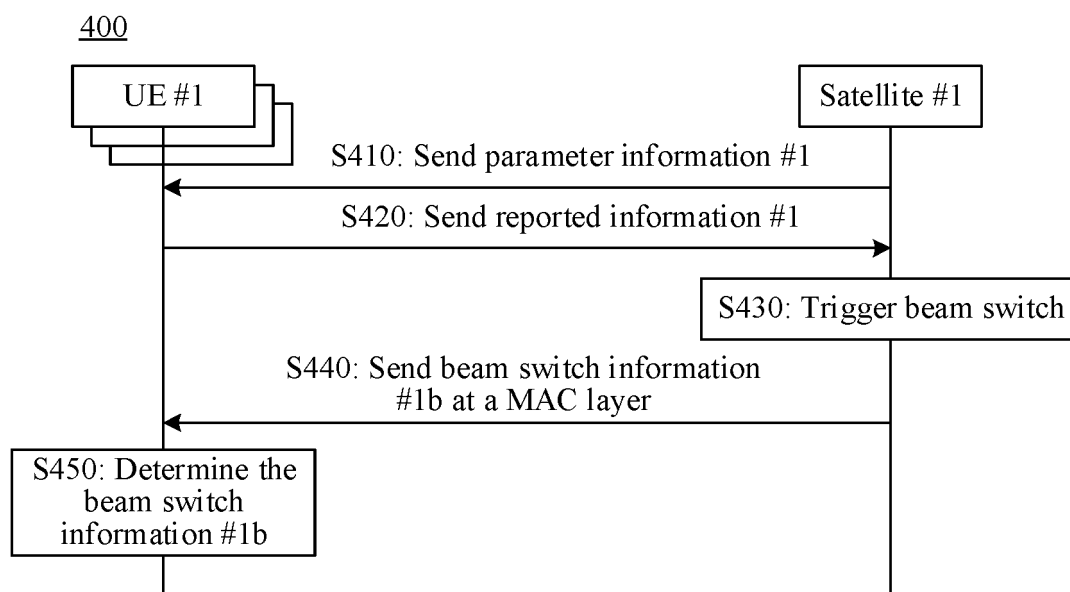 400
UE #1
Satellite #1
S410: Send parameter information #1
S420: Send reported information #1
S430: Trigger beam switch
S440: Send beam switch information
#1b at a MAC layer
S450: Determine the
beam switch
information #1b